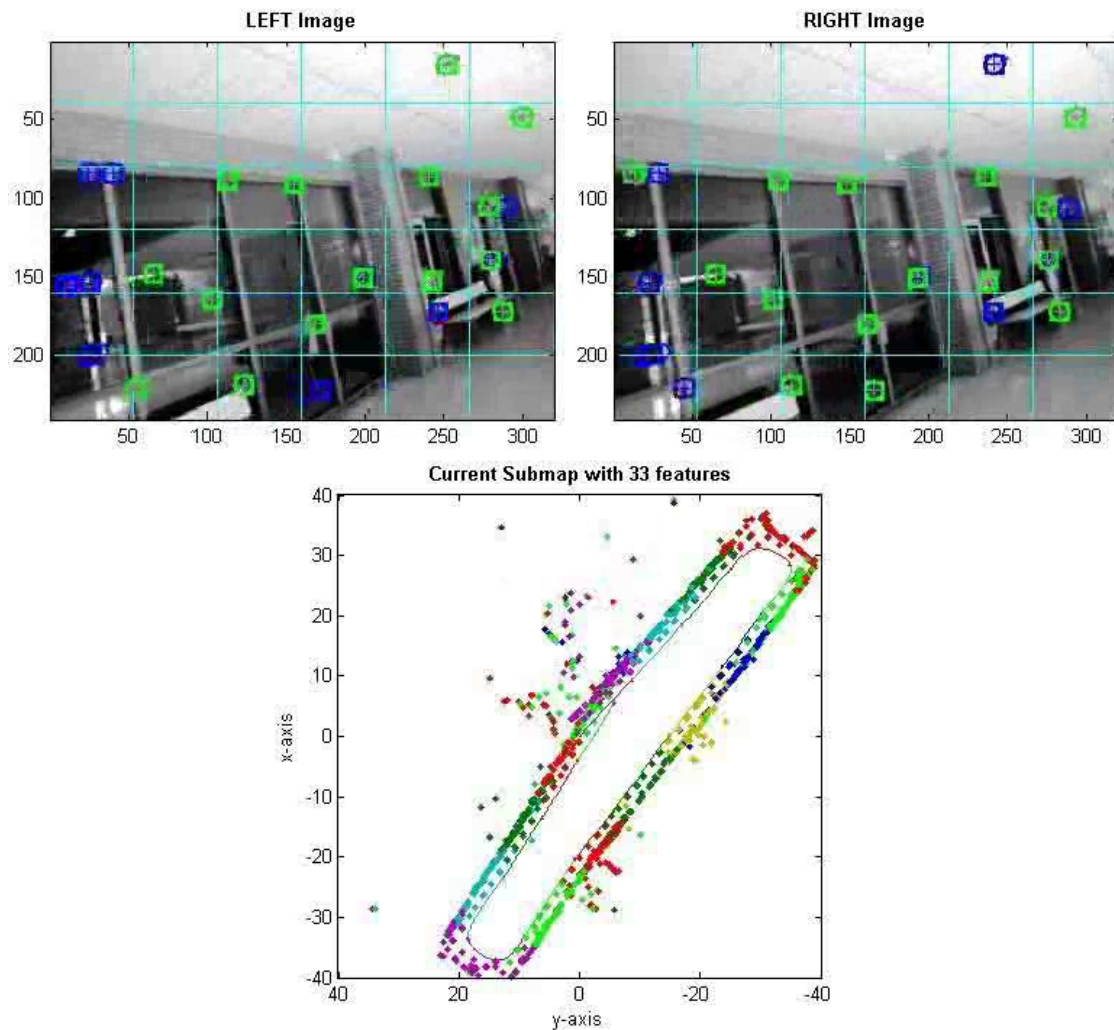 LEFT Image
RIGHT Image
50
100
150
200
50 100 150 200 250 300
50
100
150
200
50 100 150 200 250 300
Current Submap with 33 features
40
30
20
10
0
-10
-20
-30
-40
x-axis
40 20 0 -20 -40
y-axis